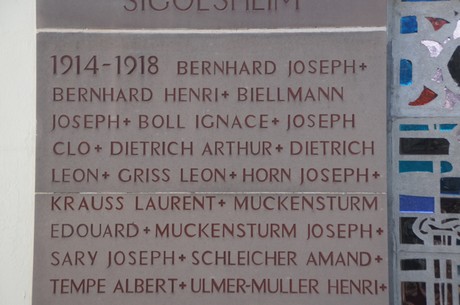 SIGOLSHEIM
1914-1918 BERNHARD JOSEPH+
BERNHARD HENRI+BIELLMANN
JOSEPH+BOLL IGNACE+JOSEPH
CLO+DIETRICH ARTHUR+DIETRICH
LEON+GRISS LEON+HORN JOSEPH+
KRAUSS LAURENT+MUCKENSTURM
EDOUARD+MUCKENSTURM JOSEPH+
SARY JOSEPH+SCHLEICHER AMAND+
TEMPE ALBERT+ULMER-MULLER HENRI+